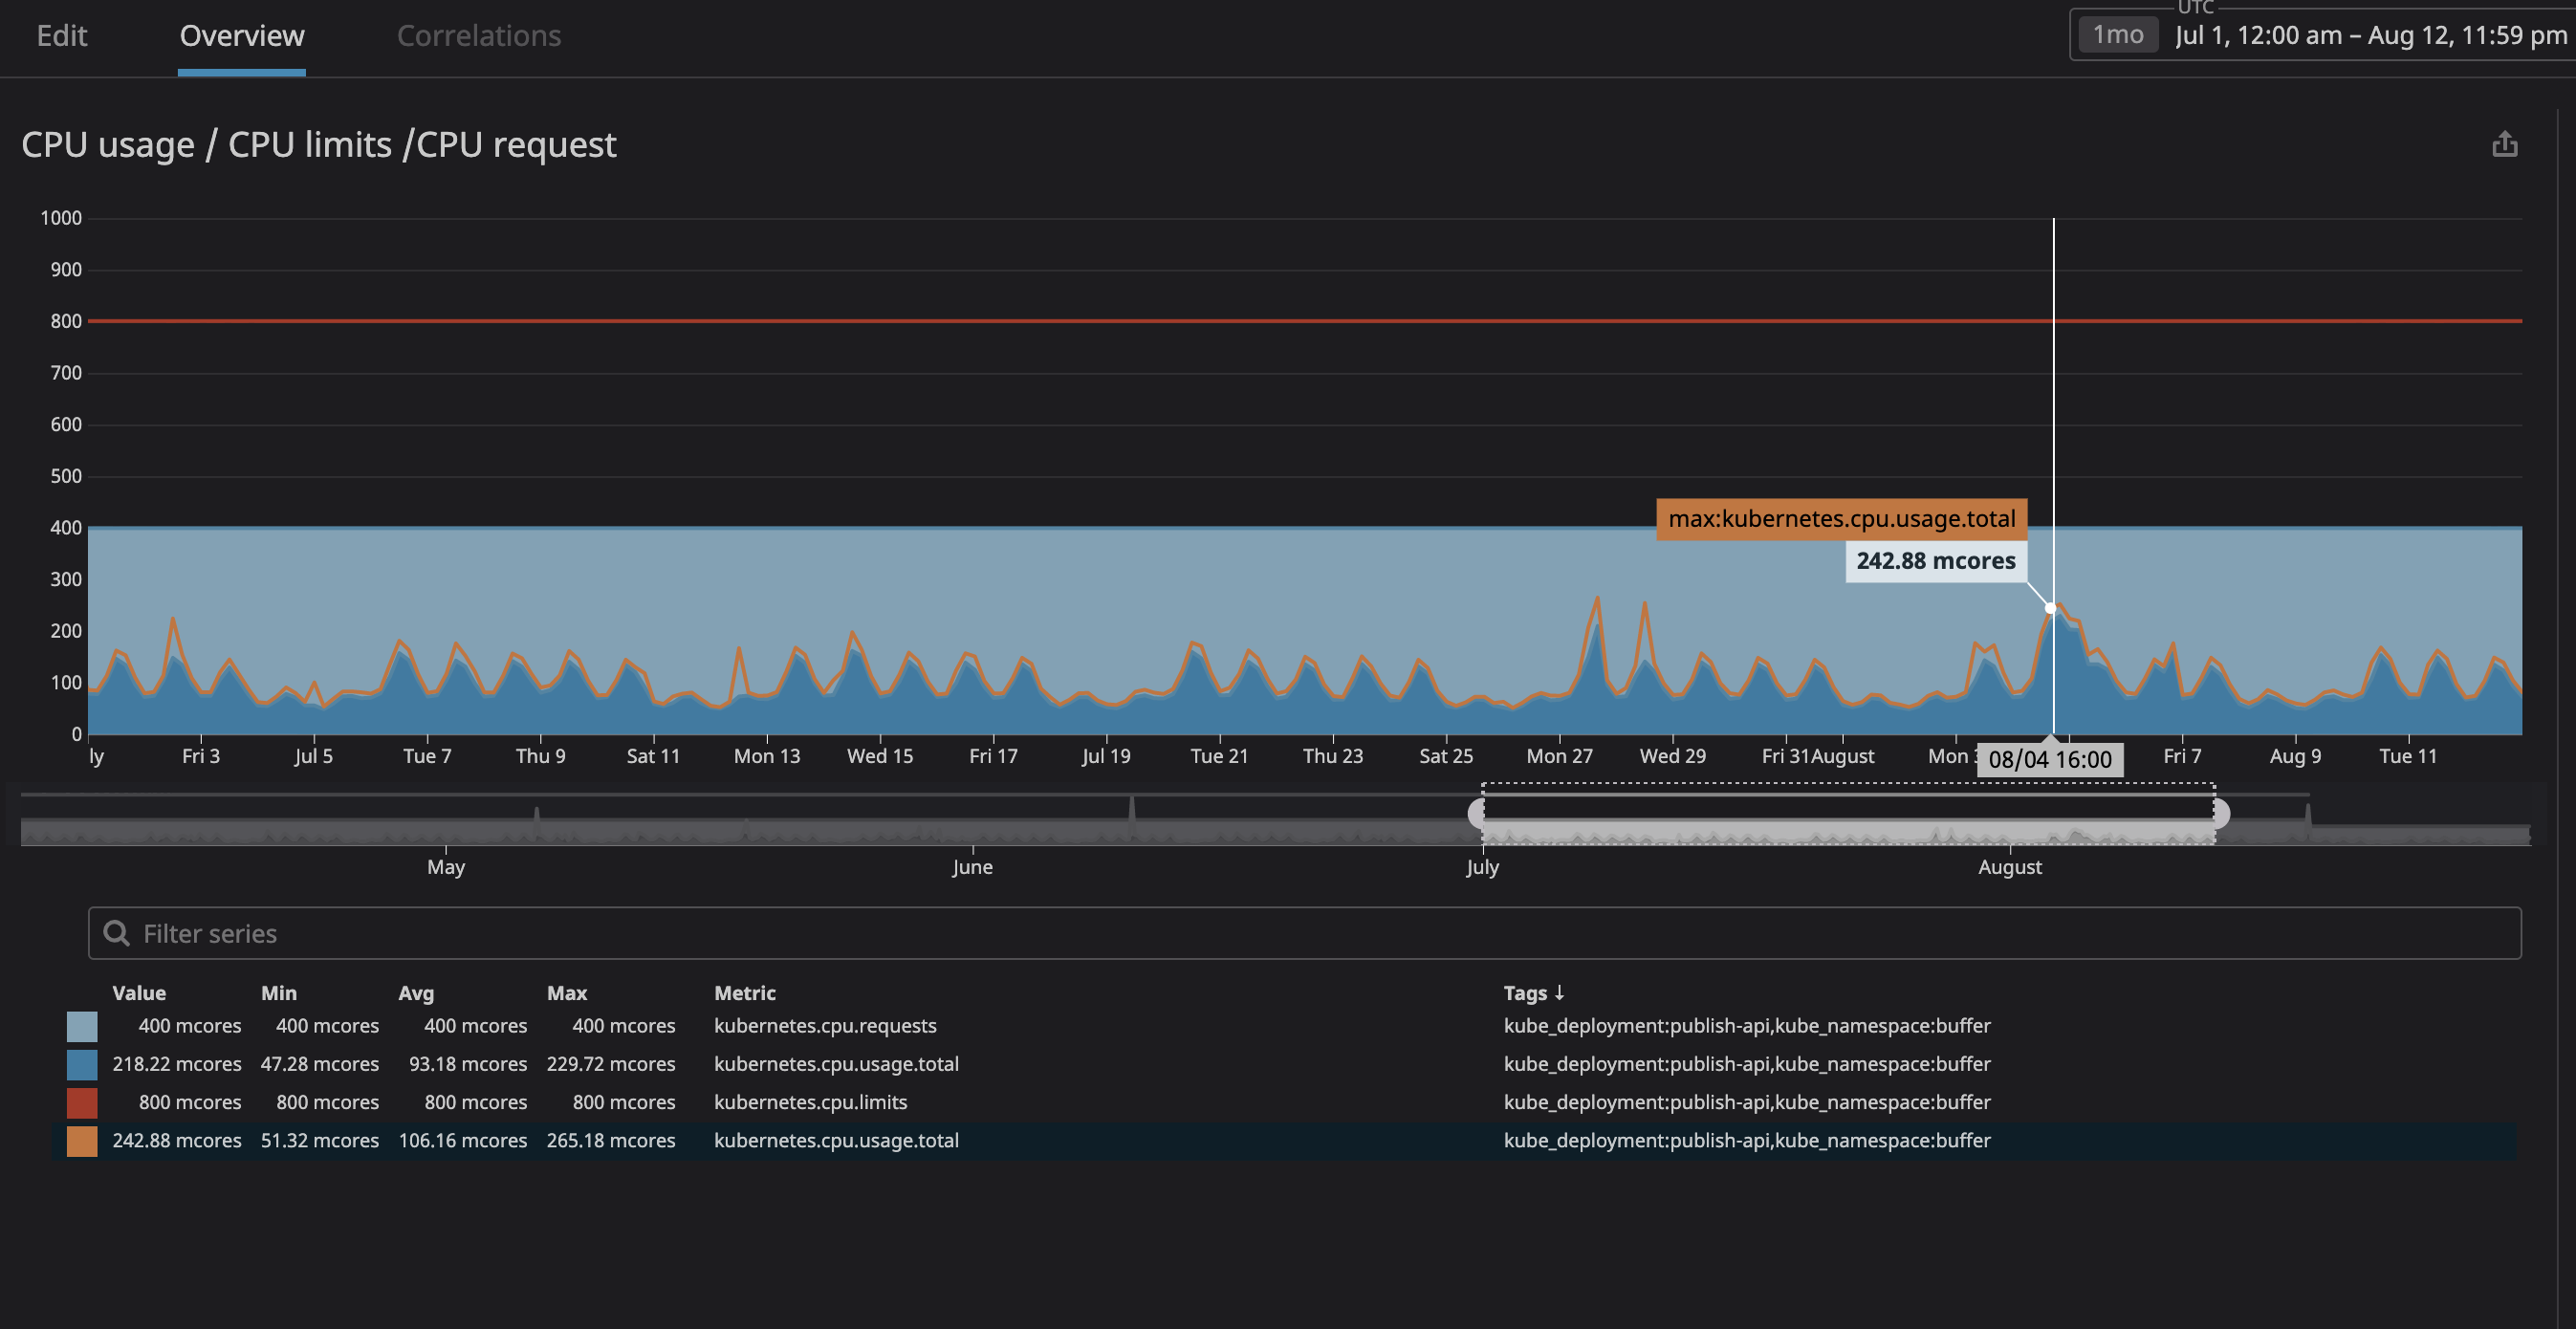 Edit Overview Correlations
UTC
1mo Jul 1, 12:00 am – Aug 12, 11:59 pm
CPU usage / CPU limits /CPU request
1000
900
800
700
600
500
400
max:kubernetes.cpu.usage.total
242.88 mcores
300
200
100
0
ly Fri 3 Jul 5 Tue 7 Thu 9 Sat 11 Mon 13 Wed 15 Fri 17 Jul 19 Tue 21 Thu 23 Sat 25 Mon 27 Wed 29 Fri 31 August Mon 08/04 16:00 Fri 7 Aug 9 Tue 11
May June July August
Filter series
Value Min Avg Max Metric Tags ↓
400 mcores 400 mcores 400 mcores 400 mcores kubernetes.cpu.requests kube_deployment:publish-api,kube_namespace:buffer
218.22 mcores 47.28 mcores 93.18 mcores 229.72 mcores kubernetes.cpu.usage.total kube_deployment:publish-api,kube_namespace:buffer
800 mcores 800 mcores 800 mcores 800 mcores kubernetes.cpu.limits kube_deployment:publish-api,kube_namespace:buffer
242.88 mcores 51.32 mcores 106.16 mcores 265.18 mcores kubernetes.cpu.usage.total kube_deployment:publish-api,kube_namespace:buffer